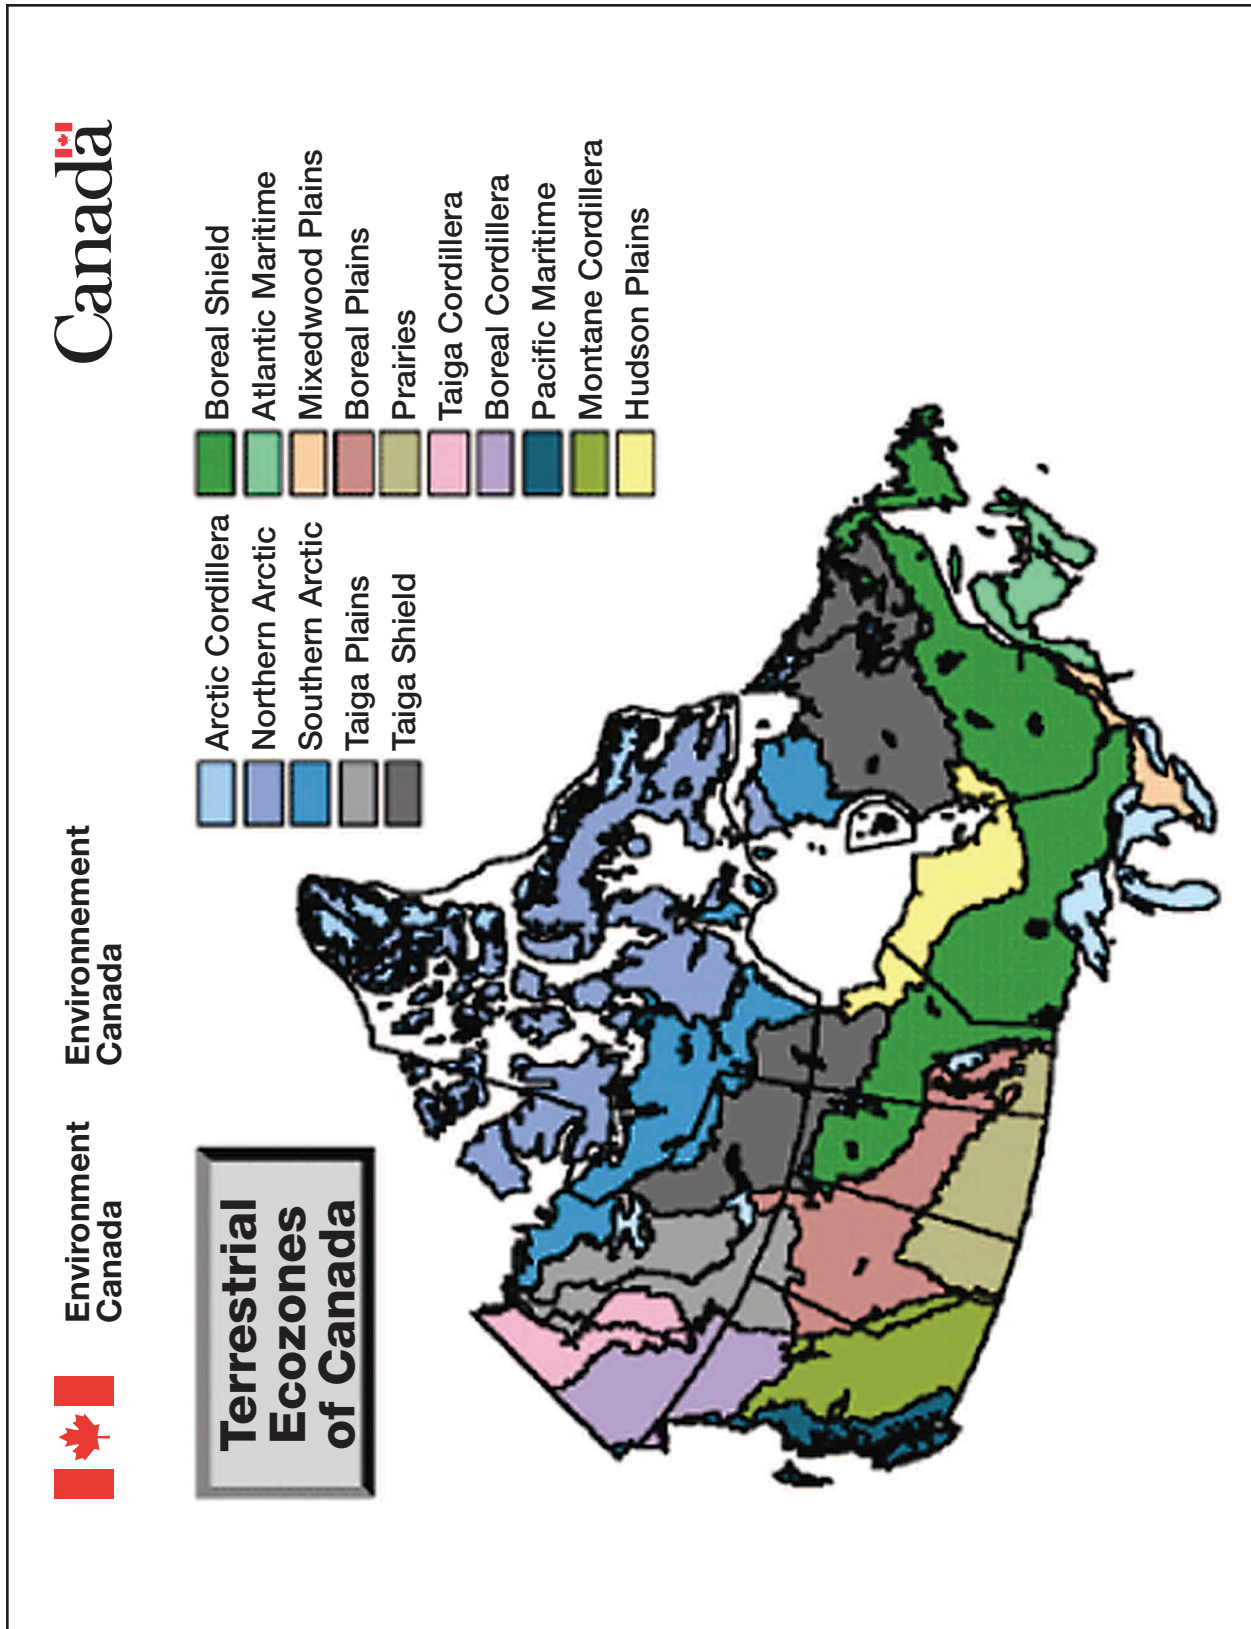 Environment
Canada
Environnement
Canada
Canada
Terrestrial
Ecozones
of Canada
Arctic Cordillera
Northern Arctic
Southern Arctic
Taiga Plains
Taiga Shield
Boreal Shield
Atlantic Maritime
Mixedwood Plains
Boreal Plains
Prairies
Taiga Cordillera
Boreal Cordillera
Pacific Maritime
Montane Cordillera
Hudson Plains